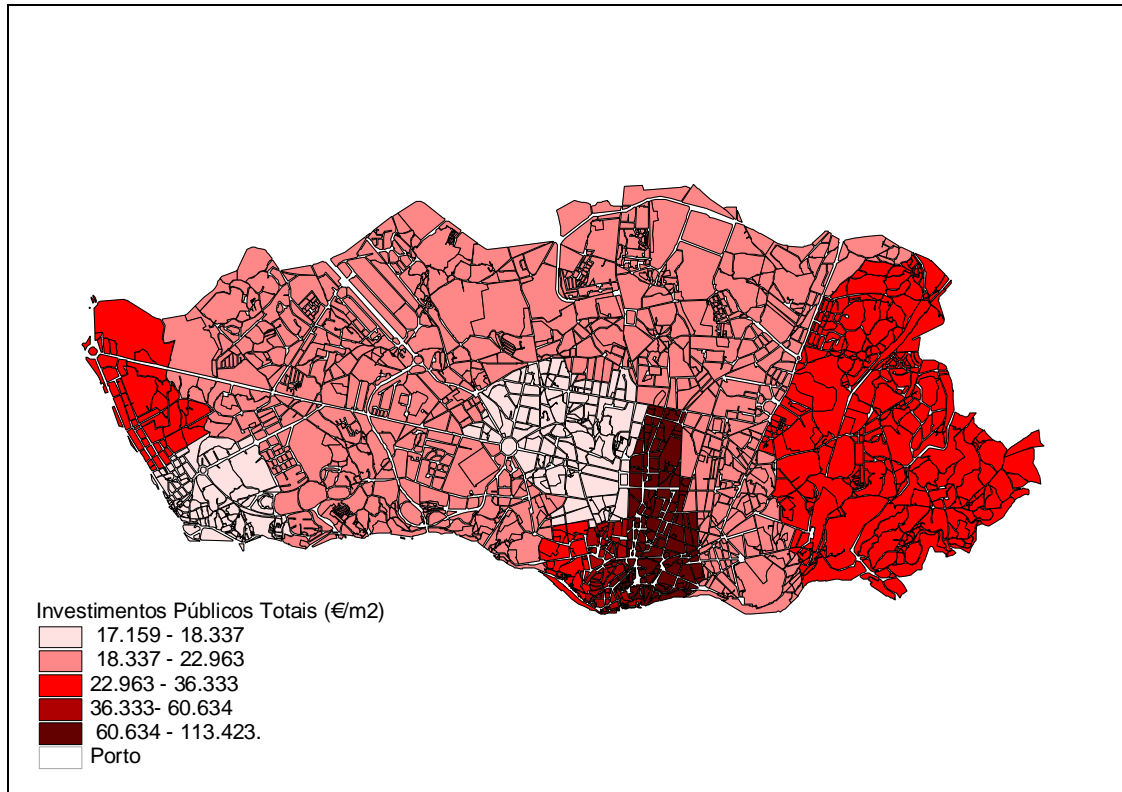 Investimentos Públicos Totais (€/m2)
17.159 - 18.337
18.337 - 22.963
22.963 - 36.333
36.333- 60.634
60.634 - 113.423.
Porto